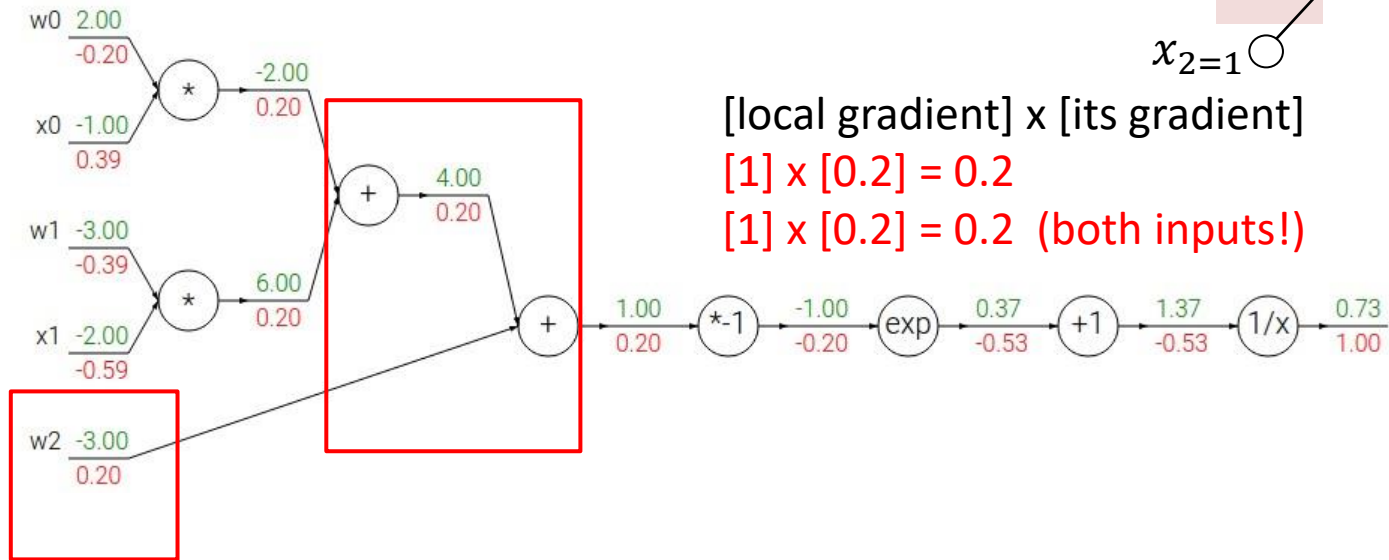 w0 2.00
-0.20
*
-2.00
0.20
x0 -1.00
0.39
w1 -3.00
-0.39
*
6.00
0.20
x1 -2.00
-0.59
w2 -3.00
0.20
+
4.00
0.20
+
1.00
0.20
*-1
-1.00
-0.20
exp
0.37
-0.53
+1
1.37
-0.53
1/x
0.73
1.00
x₂₌₁
[local gradient] x [its gradient]
[1] x [0.2] = 0.2
[1] x [0.2] = 0.2 (both inputs!)